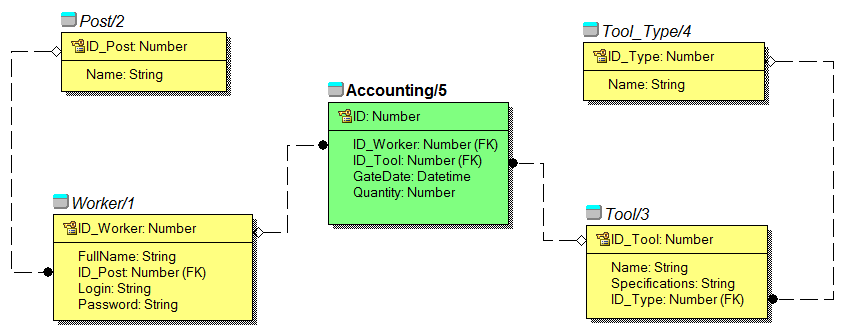 Post/2
ID_Post: Number
Name: String
Tool_Type/4
ID_Type: Number
Name: String
Accounting/5
ID: Number
ID_Worker: Number (FK)
ID_Tool: Number (FK)
GateDate: Datetime
Quantity: Number
Worker/1
ID_Worker: Number
FullName: String
ID_Post: Number (FK)
Login: String
Password: String
Tool/3
ID_Tool: Number
Name: String
Specifications: String
ID_Type: Number (FK)